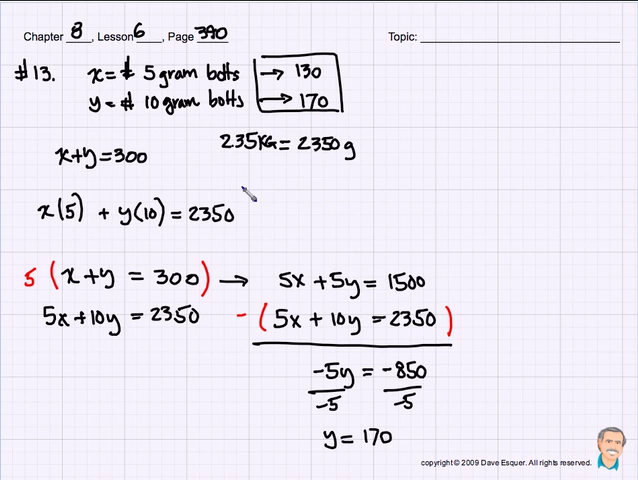 Chapter 8, Lesson 6, Page 390 Topic:
#13. x = # 5 gram bolts → 130
y = # 10 gram bolts → 170
x+y=300
2.35KG = 2350 g
x(5) + y(10) = 2350
5 (x+y = 300) → 5x + 5y = 1500
5x+10y = 2350 - (5x + 10y = 2350)
-5y = -850
-5 -5
y = 170
copyright © 2009 Dave Esquer. All rights reserved.